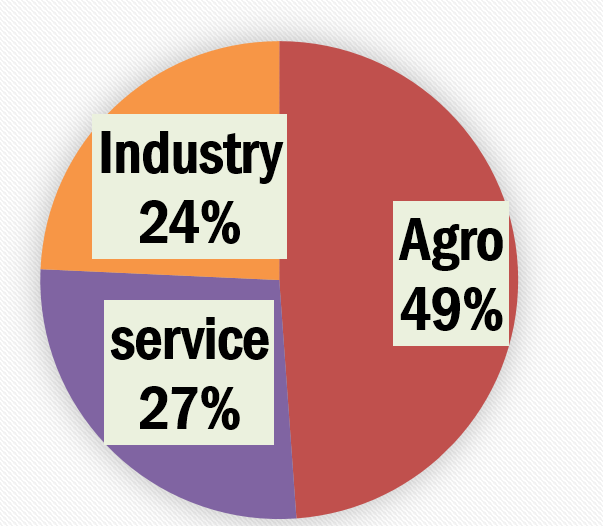 Industry
24%
Agro
49%
service
27%